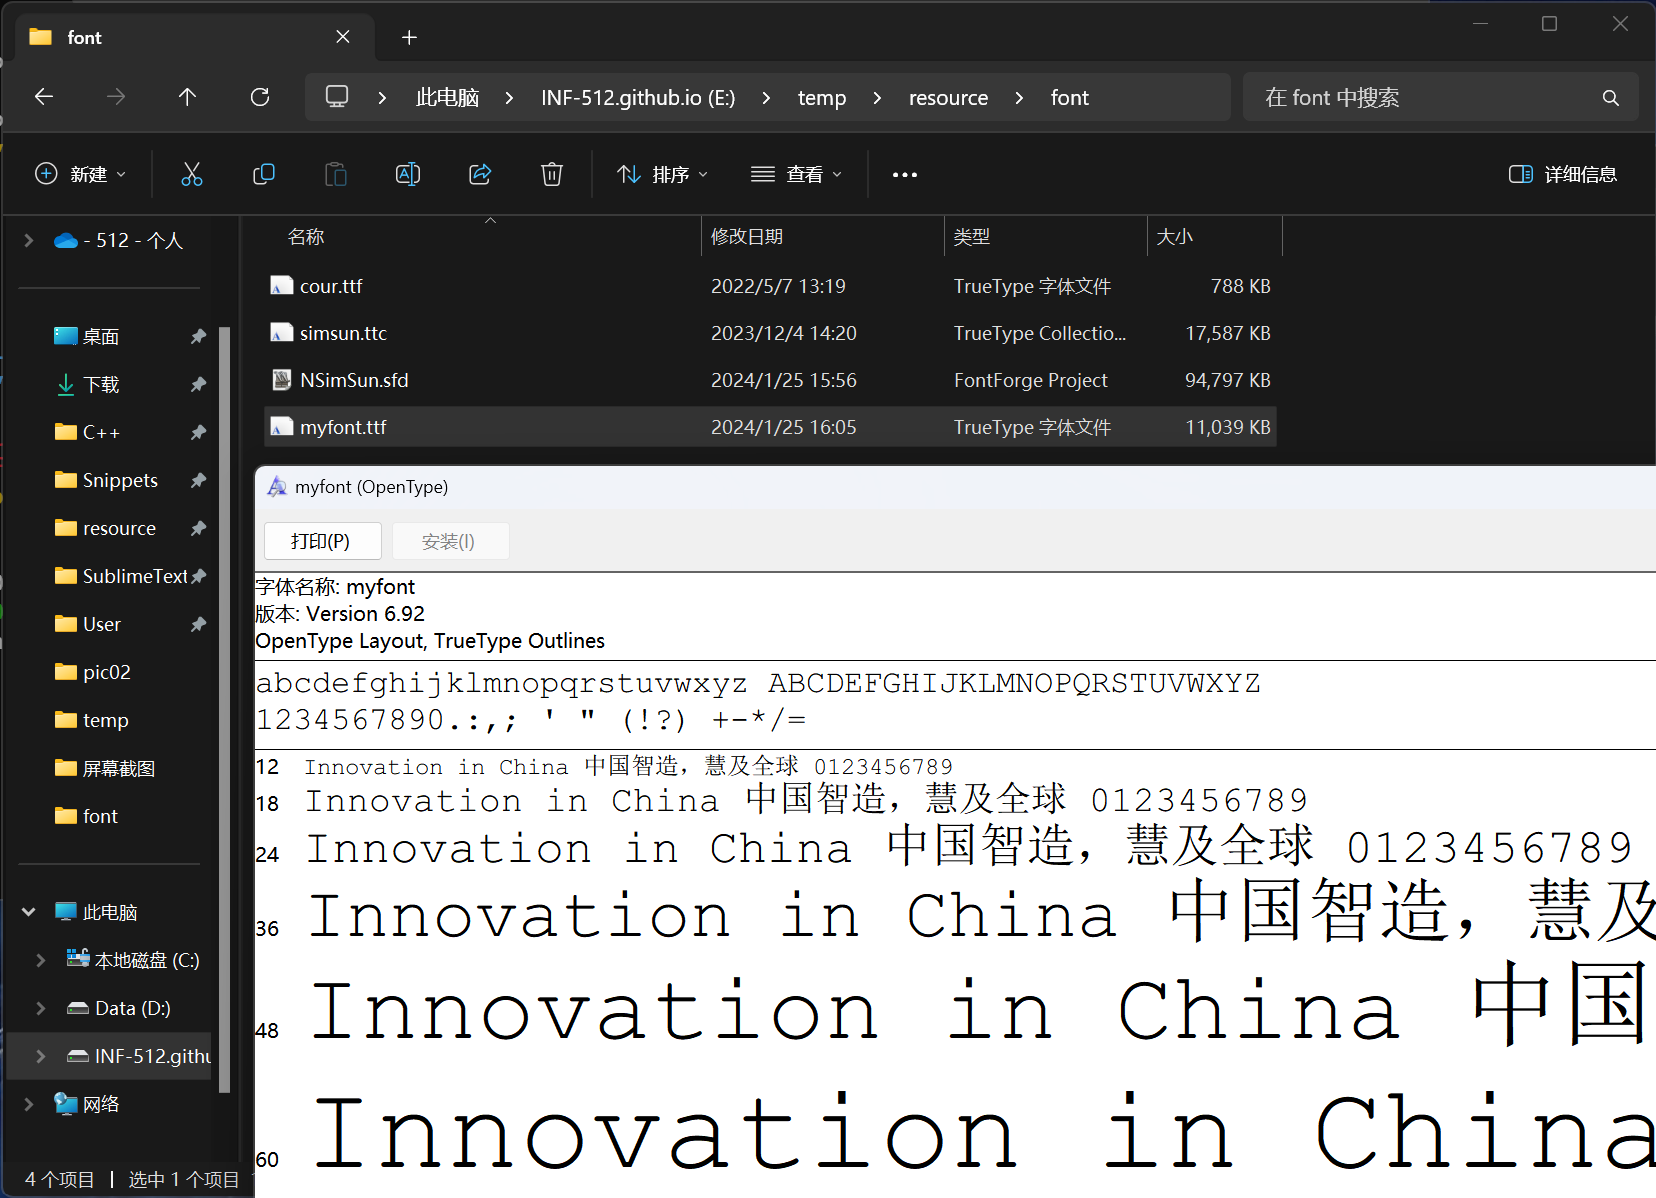 font
此电脑 INF-512.github.io (E:) temp resource font
在 font 中搜索
新建 排序 查看 ••• 详细信息
- 512 - 个人
桌面
下载
C++
Snippets
resource
SublimeText
User
pic02
temp
屏幕截图
font
此电脑
本地磁盘 (C:)
Data (D:)
INF-512.githu
网络
名称 修改日期 类型 大小
cour.ttf 2022/5/7 13:19 TrueType 字体文件 788 KB
simsun.ttc 2023/12/4 14:20 TrueType Collectio... 17,587 KB
NSimSun.sfd 2024/1/25 15:56 FontForge Project 94,797 KB
myfont.ttf 2024/1/25 16:05 TrueType 字体文件 11,039 KB
myfont (OpenType)
打印(P) 安装(I)
字体名称: myfont
版本: Version 6.92
OpenType Layout, TrueType Outlines
abcdefghijklmnopqrstuvwxyz ABCDEFGHIJKLMNOPQRSTUVWXYZ
1234567890.:,; ' " (!?) +-*/=
12 Innovation in China 中国智造，慧及全球 0123456789
18 Innovation in China 中国智造，慧及全球 0123456789
24 Innovation in China 中国智造，慧及全球 0123456789
36 Innovation in China 中国智造，慧及
48 Innovation in China 中国
60 Innovation in China
4 个项目 | 选中 1 个项目